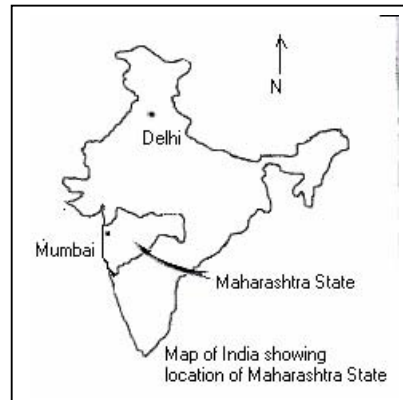 N
Delhi
Mumbai
Maharashtra State
Map of India showing
location of Maharashtra State